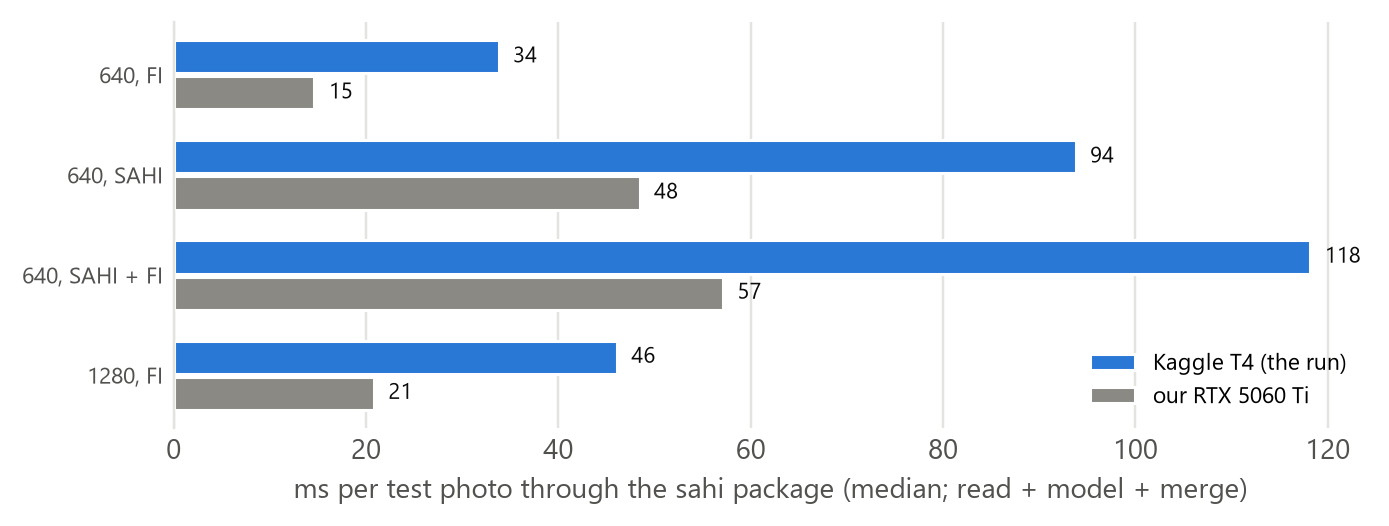 640, FI
34
15
640, SAHI
94
48
640, SAHI + FI
118
57
1280, FI
46
21
Kaggle T4 (the run)
our RTX 5060 Ti
0 20 40 60 80 100 120
ms per test photo through the sahi package (median; read + model + merge)